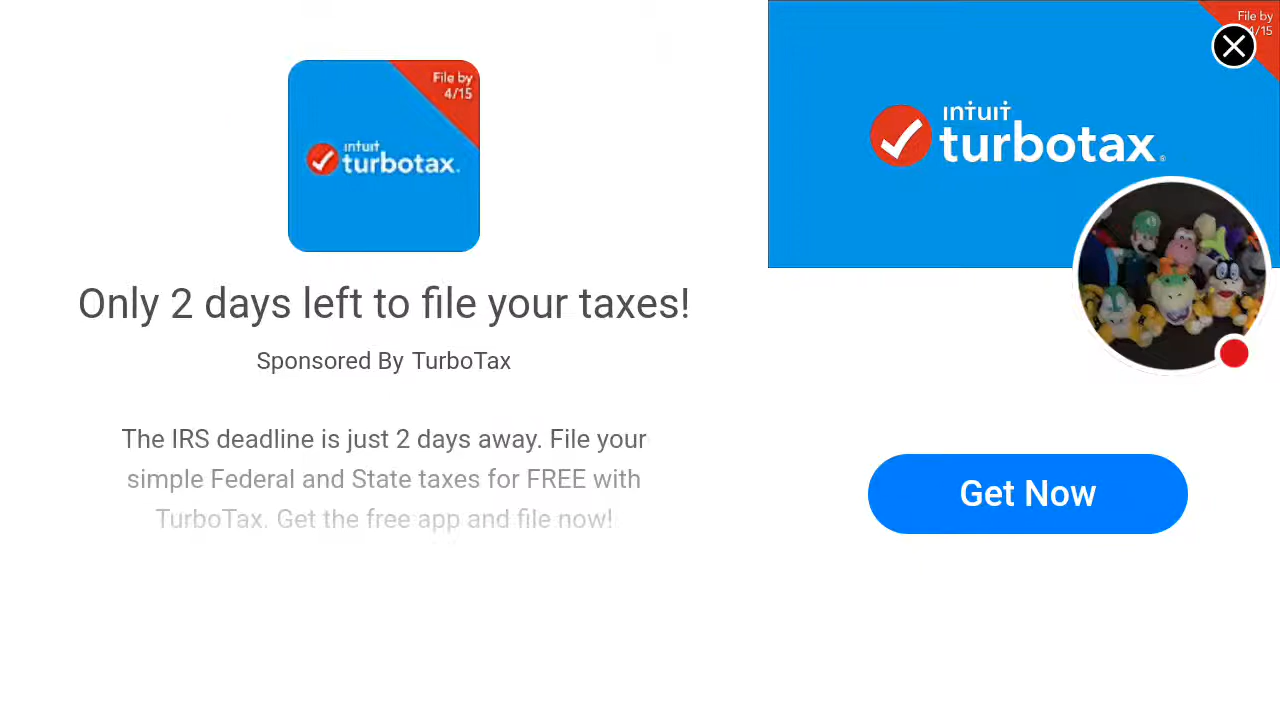 File by
4/15
intuit
turbotax.
Only 2 days left to file your taxes!
Sponsored By TurboTax
The IRS deadline is just 2 days away. File your
simple Federal and State taxes for FREE with
TurboTax. Get the free app and file now!
File by
4/15
intuit
turbotax®
Get Now